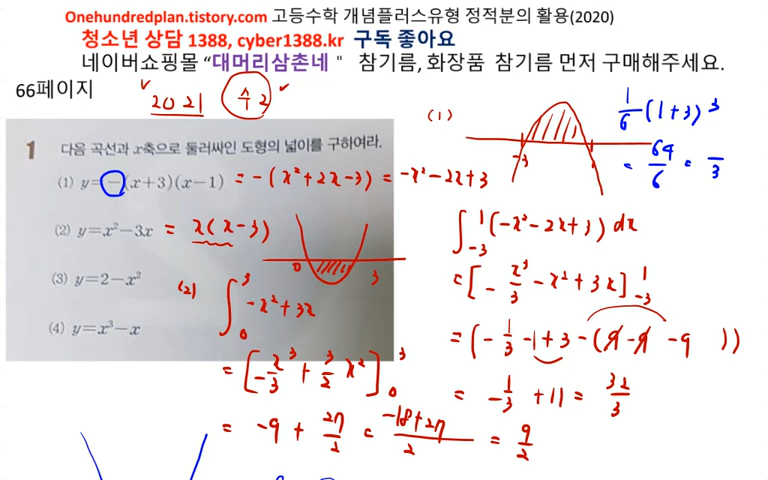 Onehundredplan.tistory.com 고등수학 개념플러스유형 정적분의 활용(2020)
청소년 상담 1388, cyber1388.kr 구독 좋아요
네이버쇼핑몰 “대머리삼촌네 " 참기름, 화장품 참기름 먼저 구매해주세요.
66페이지
2021 수2
1 다음 곡선과 x축으로 둘러싸인 도형의 넓이를 구하여라.
(1) y=-(x+3)(x-1) = -(x²+2x-3) = -x²-2x+3
(2) y=x²-3x = x(x-3)
0 3
(3) y=2-x²
(4) y=x³-x
(2) ∫₀³ -x²+3x
= [-x³/3 + 3/2 x²]₀³
= -9 + 27/2 = (-18+27)/2 = 9/2
(1)
-3 1
1/6 (1+3)³
= 64/6 = /3
∫₋₃¹ (-x²-2x+3) dx
= [-x³/3 - x² + 3x]₋₃¹
= (-1/3 -1+3 -(9-9-9))
= -1/3 + 11 = 32/3